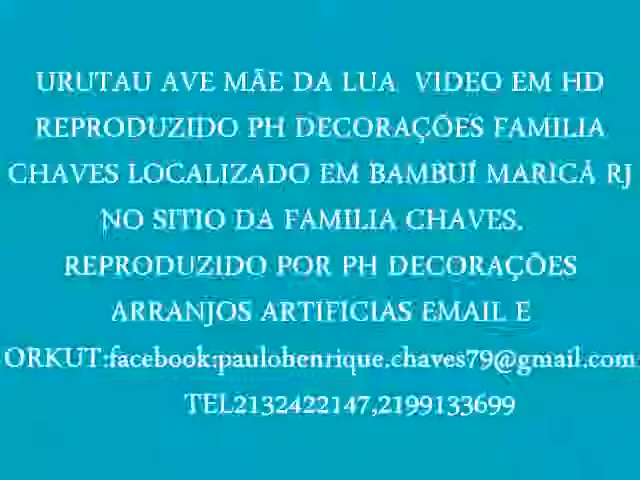 URUTAU AVE MÃE DA LUA VIDEO EM HD
REPRODUZIDO PH DECORAÇÕES FAMILIA
CHAVES LOCALIZADO EM BAMBUÍ MARICÁ RJ
NO SITIO DA FAMILIA CHAVES.
REPRODUZIDO POR PH DECORAÇÕES
ARRANJOS ARTIFICIAS EMAIL E
ORKUT:facebook:paulohenrique.chaves79@gmail.com
TEL2132422147,2199133699